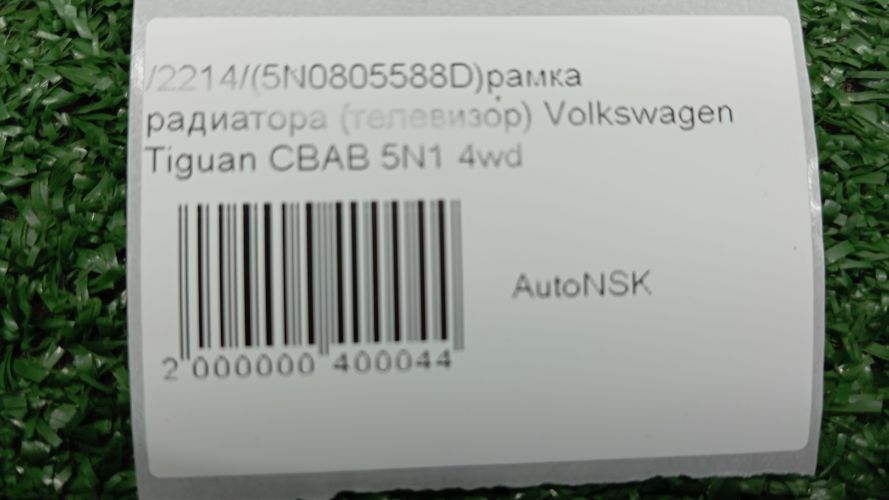 /2214/(5N0805588D)рамка
радиатора (телевизор) Volkswagen
Tiguan CBAB 5N1 4wd
AutoNSK
2 000000 400044